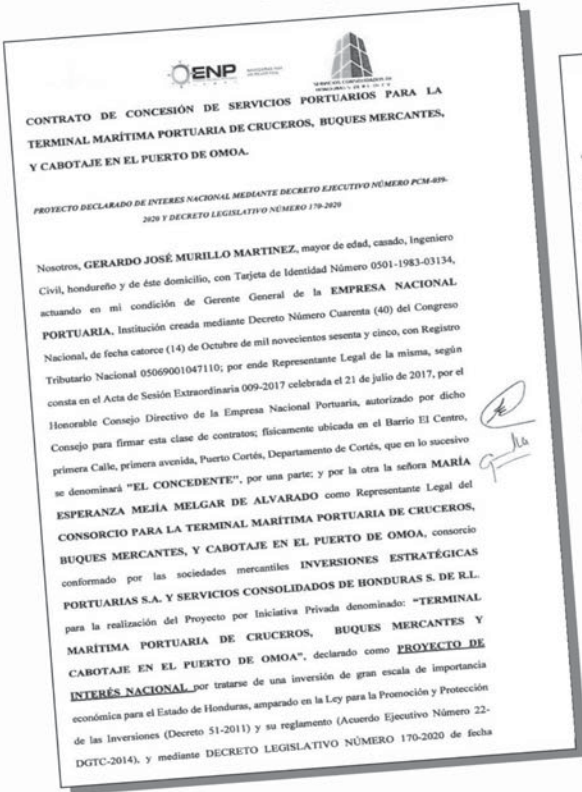 ENP
CONTRATO DE CONCESIÓN DE SERVICIOS PORTUARIOS PARA LA
TERMINAL MARÍTIMA PORTUARIA DE CRUCEROS, BUQUES MERCANTES,
Y CABOTAJE EN EL PUERTO DE OMOA.
PROYECTO DECLARADO DE INTERES NACIONAL MEDIANTE DECRETO EJECUTIVO NÚMERO PCM-039-
2020 Y DECRETO LEGISLATIVO NÚMERO 170-2020
Nosotros, GERARDO JOSÉ MURILLO MARTINEZ, mayor de edad, casado, Ingeniero
Civil, hondureño y de éste domicilio, con Tarjeta de Identidad Número 0501-1983-03134,
actuando en mi condición de Gerente General de la EMPRESA NACIONAL
PORTUARIA, Institución creada mediante Decreto Número Cuarenta (40) del Congreso
Nacional, de fecha catorce (14) de Octubre de mil novecientos sesenta y cinco, con Registro
Tributario Nacional 05069001047110; por ende Representante Legal de la misma, según
consta en el Acta de Sesión Extraordinaria 009-2017 celebrada el 21 de julio de 2017, por el
Honorable Consejo Directivo de la Empresa Nacional Portuaria, autorizado por dicho
Consejo para firmar esta clase de contratos; físicamente ubicada en el Barrio El Centro,
primera Calle, primera avenida, Puerto Cortés, Departamento de Cortés, que en lo sucesivo
se denominará "EL CONCEDENTE", por una parte; y por la otra la señora MARÍA
ESPERANZA MEJÍA MELGAR DE ALVARADO como Representante Legal del
CONSORCIO PARA LA TERMINAL MARÍTIMA PORTUARIA DE CRUCEROS,
BUQUES MERCANTES, Y CABOTAJE EN EL PUERTO DE OMOA, consorcio
conformado por las sociedades mercantiles INVERSIONES ESTRATÉGICAS
PORTUARIAS S.A. Y SERVICIOS CONSOLIDADOS DE HONDURAS S. DE R.L.
para la realización del Proyecto por Iniciativa Privada denominado: "TERMINAL
MARÍTIMA PORTUARIA DE CRUCEROS, BUQUES MERCANTES Y
CABOTAJE EN EL PUERTO DE OMOA", declarado como PROYECTO DE
INTERÉS NACIONAL por tratarse de una inversión de gran escala de importancia
económica para el Estado de Honduras, amparado en la Ley para la Promoción y Protección
de las Inversiones (Decreto 51-2011) y su reglamento (Acuerdo Ejecutivo Número 22-
DGTC-2014), y mediante DECRETO LEGISLATIVO NÚMERO 170-2020 de fecha